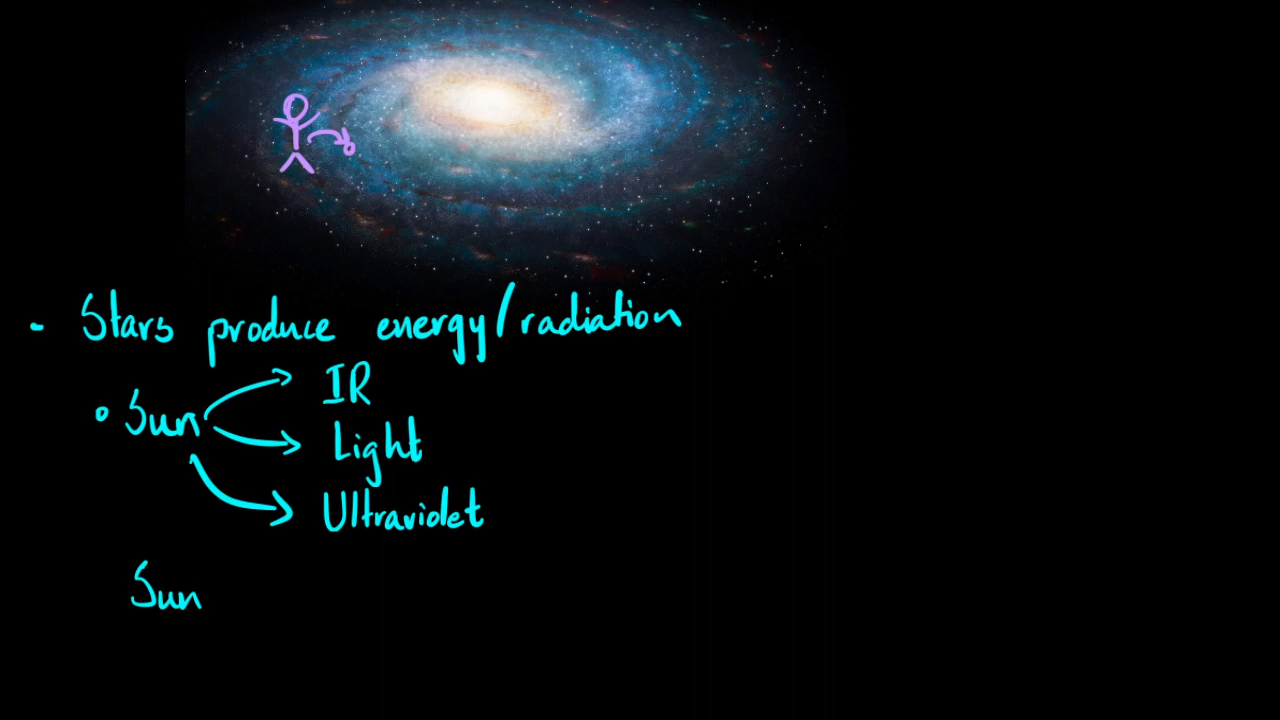 - Stars produce energy/radiation
IR
Sun
Light
Ultraviolet
Sun